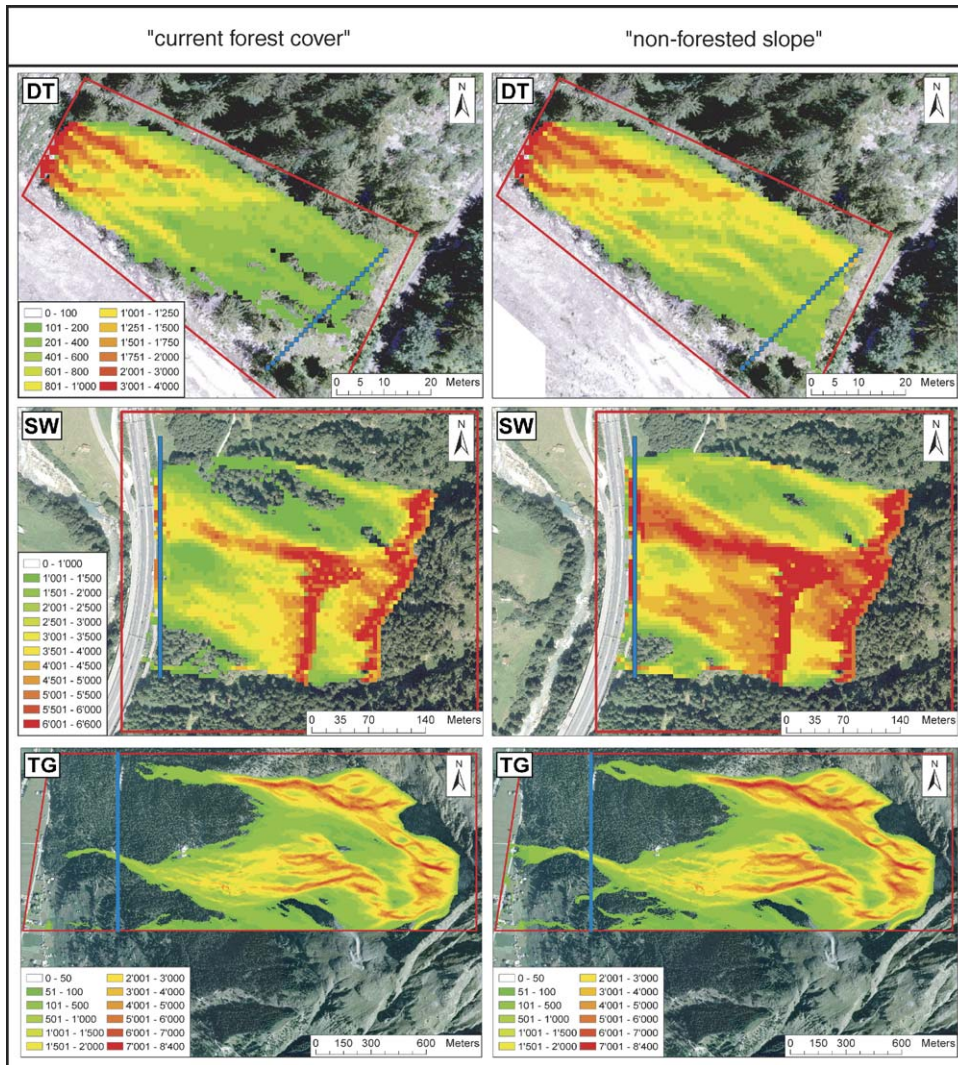 "current forest cover"
"non-forested slope"
DT
N
0 - 100
101 - 200
201 - 400
401 - 600
601 - 800
801 - 1'000
1'001 - 1'250
1'251 - 1'500
1'501 - 1'750
1'751 - 2'000
2'001 - 3'000
3'001 - 4'000
0 5 10 20 Meters
DT
N
0 5 10 20 Meters
SW
N
0 - 1'000
1'001 - 1'500
1'501 - 2'000
2'001 - 2'500
2'501 - 3'000
3'001 - 3'500
3'501 - 4'000
4'001 - 4'500
4'501 - 5'000
5'001 - 5'500
5'501 - 6'000
6'001 - 6'600
0 35 70 140 Meters
SW
N
0 35 70 140 Meters
TG
N
0 - 50
51 - 100
101 - 500
501 - 1'000
1'001 - 1'500
1'501 - 2'000
2'001 - 3'000
3'001 - 4'000
4'001 - 5'000
5'001 - 6'000
6'001 - 7'000
7'001 - 8'400
0 150 300 600 Meters
TG
N
0 - 50
51 - 100
101 - 500
501 - 1'000
1'001 - 1'500
1'501 - 2'000
2'001 - 3'000
3'001 - 4'000
4'001 - 5'000
5'001 - 6'000
6'001 - 7'000
7'001 - 8'400
0 150 300 600 Meters